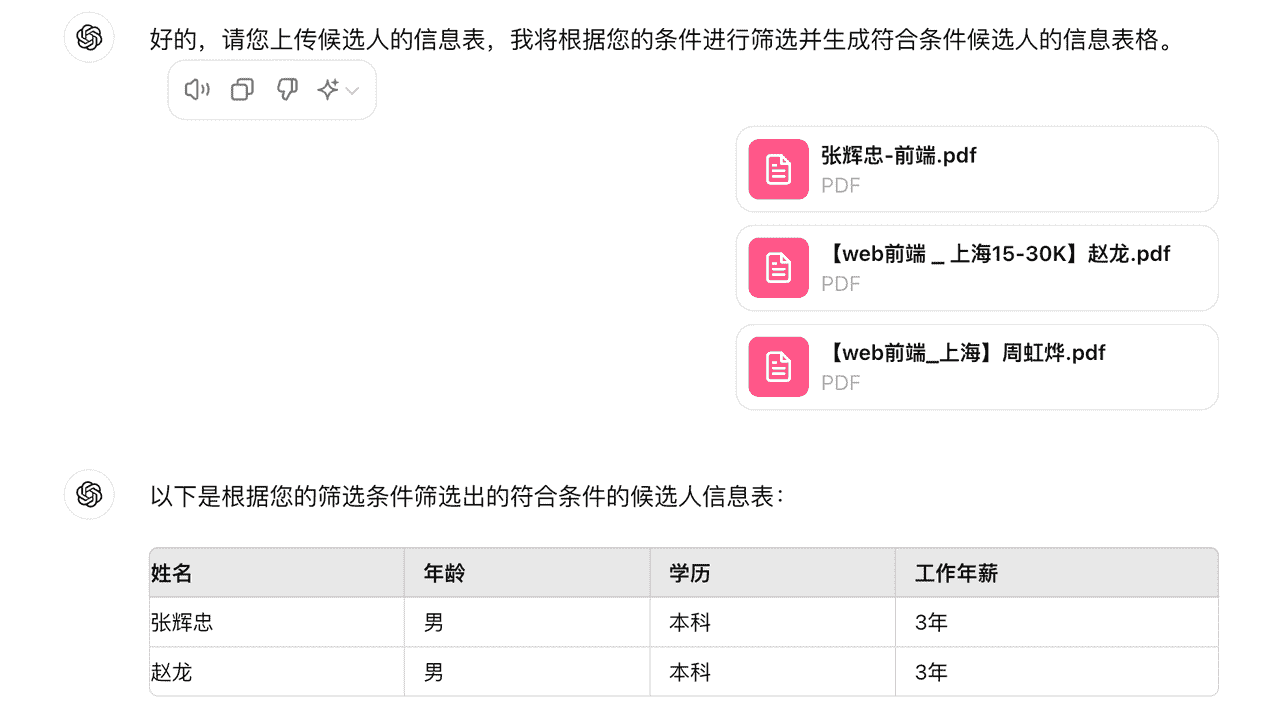 好的，请您上传候选人的信息表，我将根据您的条件进行筛选并生成符合条件候选人的信息表格。
张辉忠-前端.pdf
PDF
【web前端 _ 上海15-30K】赵龙.pdf
PDF
【web前端_上海】周虹烨.pdf
PDF
以下是根据您的筛选条件筛选出的符合条件的候选人信息表：
姓名 年龄 学历 工作年薪
张辉忠 男 本科 3年
赵龙 男 本科 3年